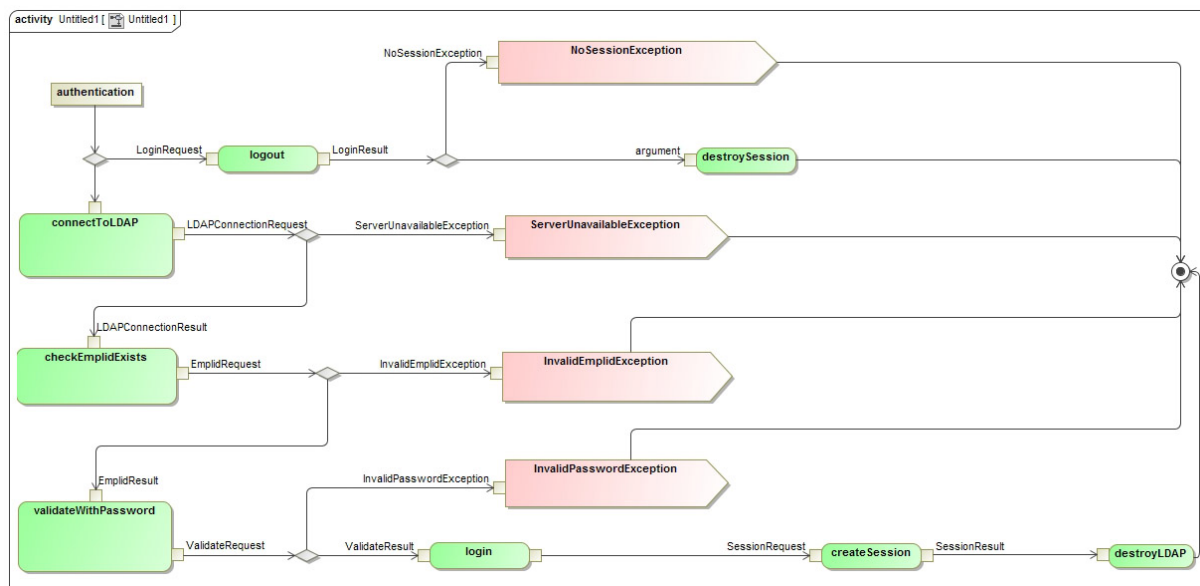 activity Untitled1 [ Untitled1 ]
NoSessionException
NoSessionException
authentication
LoginRequest
logout
LoginResult
argument
destroySession
connectToLDAP
LDAPConnectionRequest
ServerUnavailableException
ServerUnavailableException
LDAPConnectionResult
checkEmplidExists
EmplidRequest
InvalidEmplidException
InvalidEmplidException
EmplidResult
validateWithPassword
InvalidPasswordException
InvalidPasswordException
ValidateRequest
ValidateResult
login
SessionRequest
createSession
SessionResult
destroyLDAP